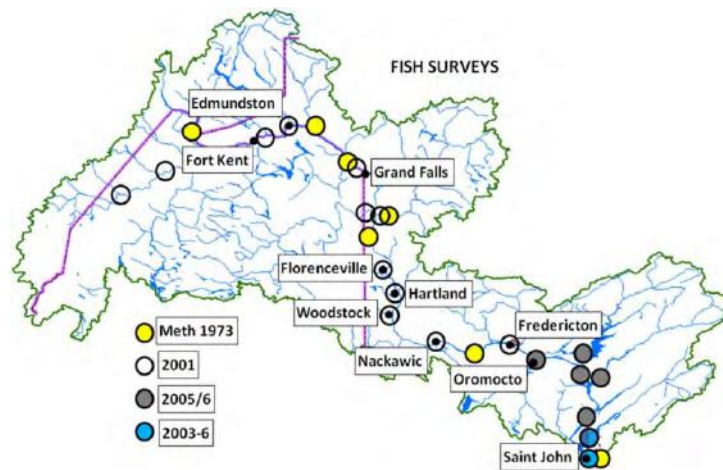 FISH SURVEYS
Edmundston
Fort Kent
Grand Falls
Florenceville
Hartland
Woodstock
Fredericton
Nackawic
Oromocto
Saint John
Meth 1973
2001
2005/6
2003-6